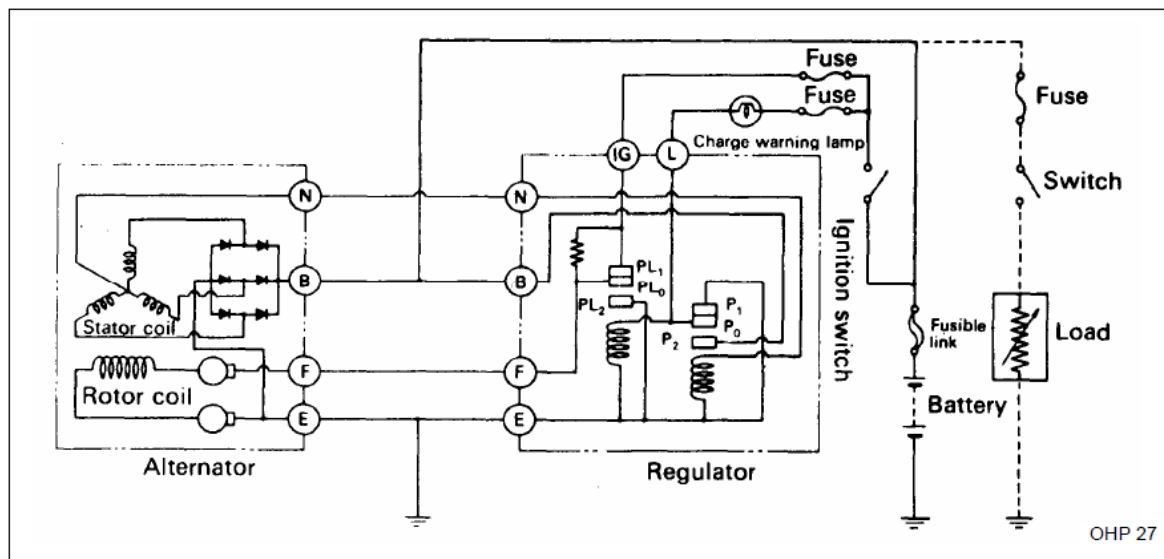 Fuse
Fuse
Charge warning lamp
Fuse
Switch
Load
Ignition switch
Fusible
link
Battery
IG
L
N
B
F
E
Stator coil
Rotor coil
Alternator
N
B
F
E
PL1
PL0
PL2
P1
P0
P2
Regulator
OHP 27